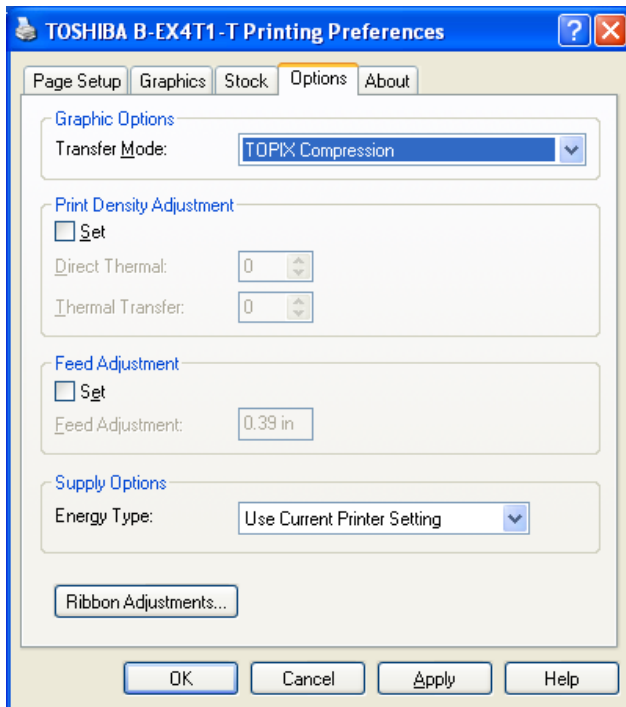 TOSHIBA B-EX4T1-T Printing Preferences
Page Setup Graphics Stock Options About
Graphic Options
Transfer Mode: TOPIX Compression
Print Density Adjustment
Set
Direct Thermal: 0
Thermal Transfer: 0
Feed Adjustment
Set
Feed Adjustment: 0.39 in
Supply Options
Energy Type: Use Current Printer Setting
Ribbon Adjustments...
OK Cancel Apply Help